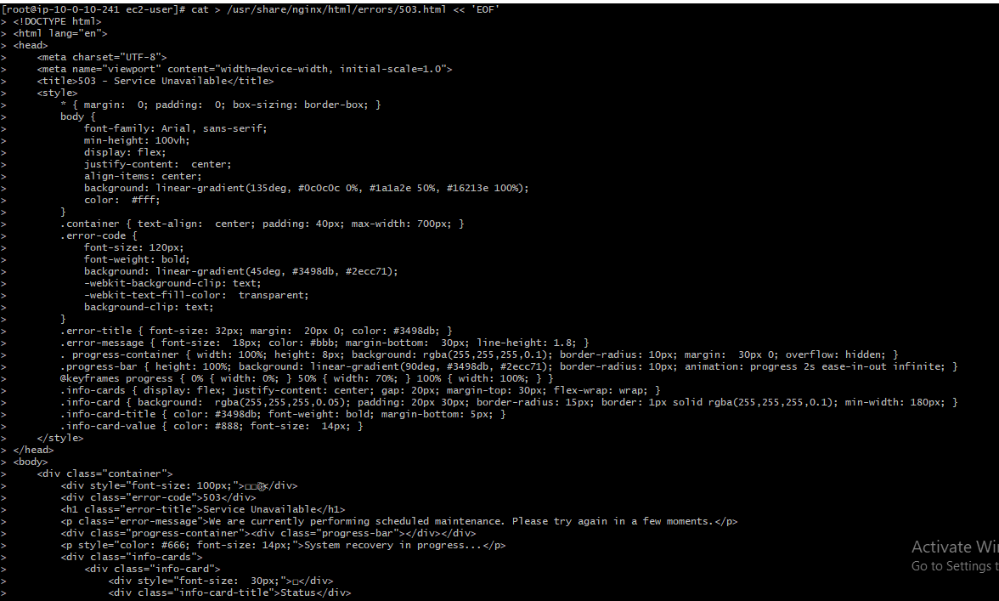 [root@ip-10-0-10-241 ec2-user]# cat > /usr/share/nginx/html/errors/503.html << 'EOF'
> <!DOCTYPE html>
> <html lang="en">
> <head>
>     <meta charset="UTF-8">
>     <meta name="viewport" content="width=device-width, initial-scale=1.0">
>     <title>503 - Service Unavailable</title>
>     <style>
>         * { margin:  0; padding:  0; box-sizing: border-box; }
>         body {
>             font-family: Arial, sans-serif;
>             min-height: 100vh;
>             display: flex;
>             justify-content:  center;
>             align-items: center;
>             background: linear-gradient(135deg, #0c0c0c 0%, #1a1a2e 50%, #16213e 100%);
>             color:  #fff;
>         }
>         .container { text-align:  center; padding: 40px; max-width: 700px; }
>         .error-code {
>             font-size: 120px;
>             font-weight: bold;
>             background: linear-gradient(45deg, #3498db, #2ecc71);
>             -webkit-background-clip: text;
>             -webkit-text-fill-color:  transparent;
>             background-clip: text;
>         }
>         .error-title { font-size: 32px; margin:  20px 0; color: #3498db; }
>         .error-message { font-size:  18px; color: #bbb; margin-bottom:  30px; line-height: 1.8; }
>         . progress-container { width: 100%; height: 8px; background: rgba(255,255,255,0.1); border-radius: 10px; margin:  30px 0; overflow: hidden; }
>         .progress-bar { height: 100%; background: linear-gradient(90deg, #3498db, #2ecc71); border-radius: 10px; animation: progress 2s ease-in-out infinite; }
>         @keyframes progress { 0% { width: 0%; } 50% { width: 70%; } 100% { width: 100%; } }
>         .info-cards { display: flex; justify-content: center; gap: 20px; margin-top: 30px; flex-wrap: wrap; }
>         .info-card { background:  rgba(255,255,255,0.05); padding: 20px 30px; border-radius: 15px; border: 1px solid rgba(255,255,255,0.1); min-width: 180px; }
>         .info-card-title { color: #3498db; font-weight: bold; margin-bottom: 5px; }
>         .info-card-value { color: #888; font-size:  14px; }
>     </style>
> </head>
> <body>
>     <div class="container">
>         <div style="font-size: 100px;"></div>
>         <div class="error-code">503</div>
>         <h1 class="error-title">Service Unavailable</h1>
>         <p class="error-message">We are currently performing scheduled maintenance. Please try again in a few moments.</p>
>         <div class="progress-container"><div class="progress-bar"></div></div>
>         <p style="color: #666; font-size: 14px;">System recovery in progress...</p>
>         <div class="info-cards">
>             <div class="info-card">
>                 <div style="font-size:  30px;"></div>
>                 <div class="info-card-title">Status</div>
Activate Win
Go to Settings t